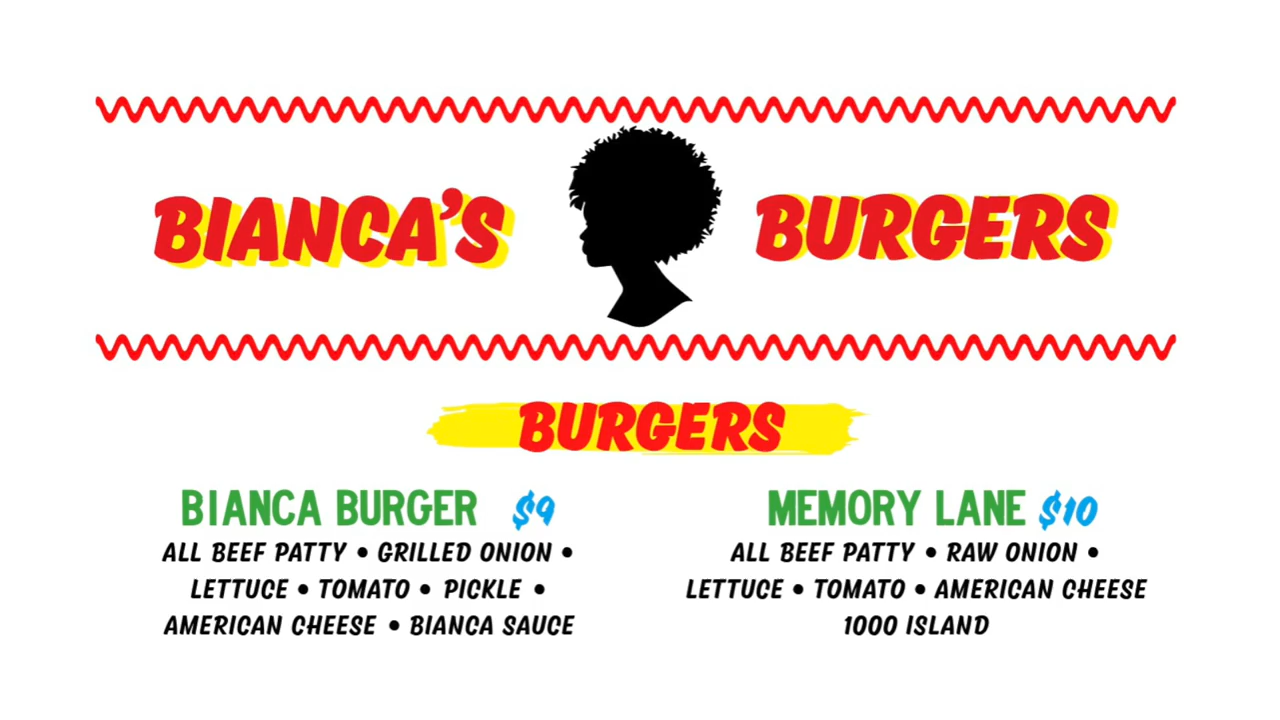 BIANCA'S BURGERS
BURGERS
BIANCA BURGER $9
ALL BEEF PATTY • GRILLED ONION •
LETTUCE • TOMATO • PICKLE •
AMERICAN CHEESE • BIANCA SAUCE
MEMORY LANE $10
ALL BEEF PATTY • RAW ONION •
LETTUCE • TOMATO • AMERICAN CHEESE
1000 ISLAND